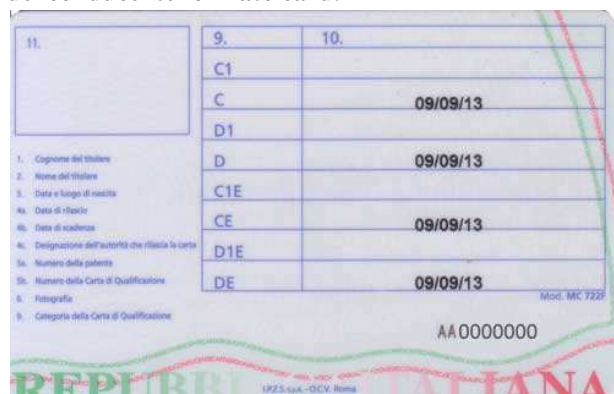 11.
9. 10.
C1
C 09/09/13
D1
D 09/09/13
C1E
CE 09/09/13
D1E
DE 09/09/13
1. Cognome del titolare
2. Nome del titolare
3. Data e luogo di nascita
4a. Data di rilascio
4b. Data di scadenza
4c. Designazione dell'autorità che rilascia la carta
5a. Numero della patente
5b. Numero della Carta di Qualificazione
6. Fotografia
9. Categoria della Carta di Qualificazione
Mod. MC 722F
AA0000000
I.P.Z.S. S.p.A. - O.C.V. Roma